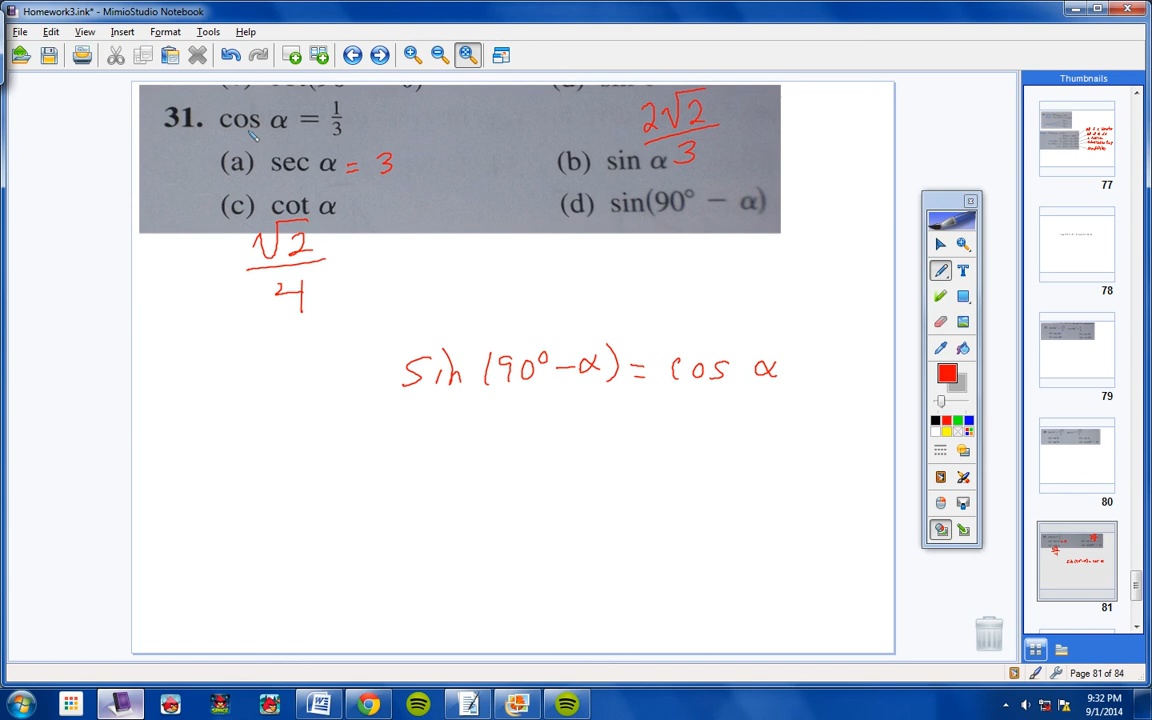 Homework3.ink* - MimioStudio Notebook
File Edit View Insert Format Tools Help
31. cos α = 1/3
(a) sec α = 3
(b) sin α 2√2/3
(c) cot α
√2/4
(d) sin(90° − α)
sin (90° − α) = cos α
Thumbnails
77
78
79
80
81
Page 81 of 84
9:32 PM
9/1/2014